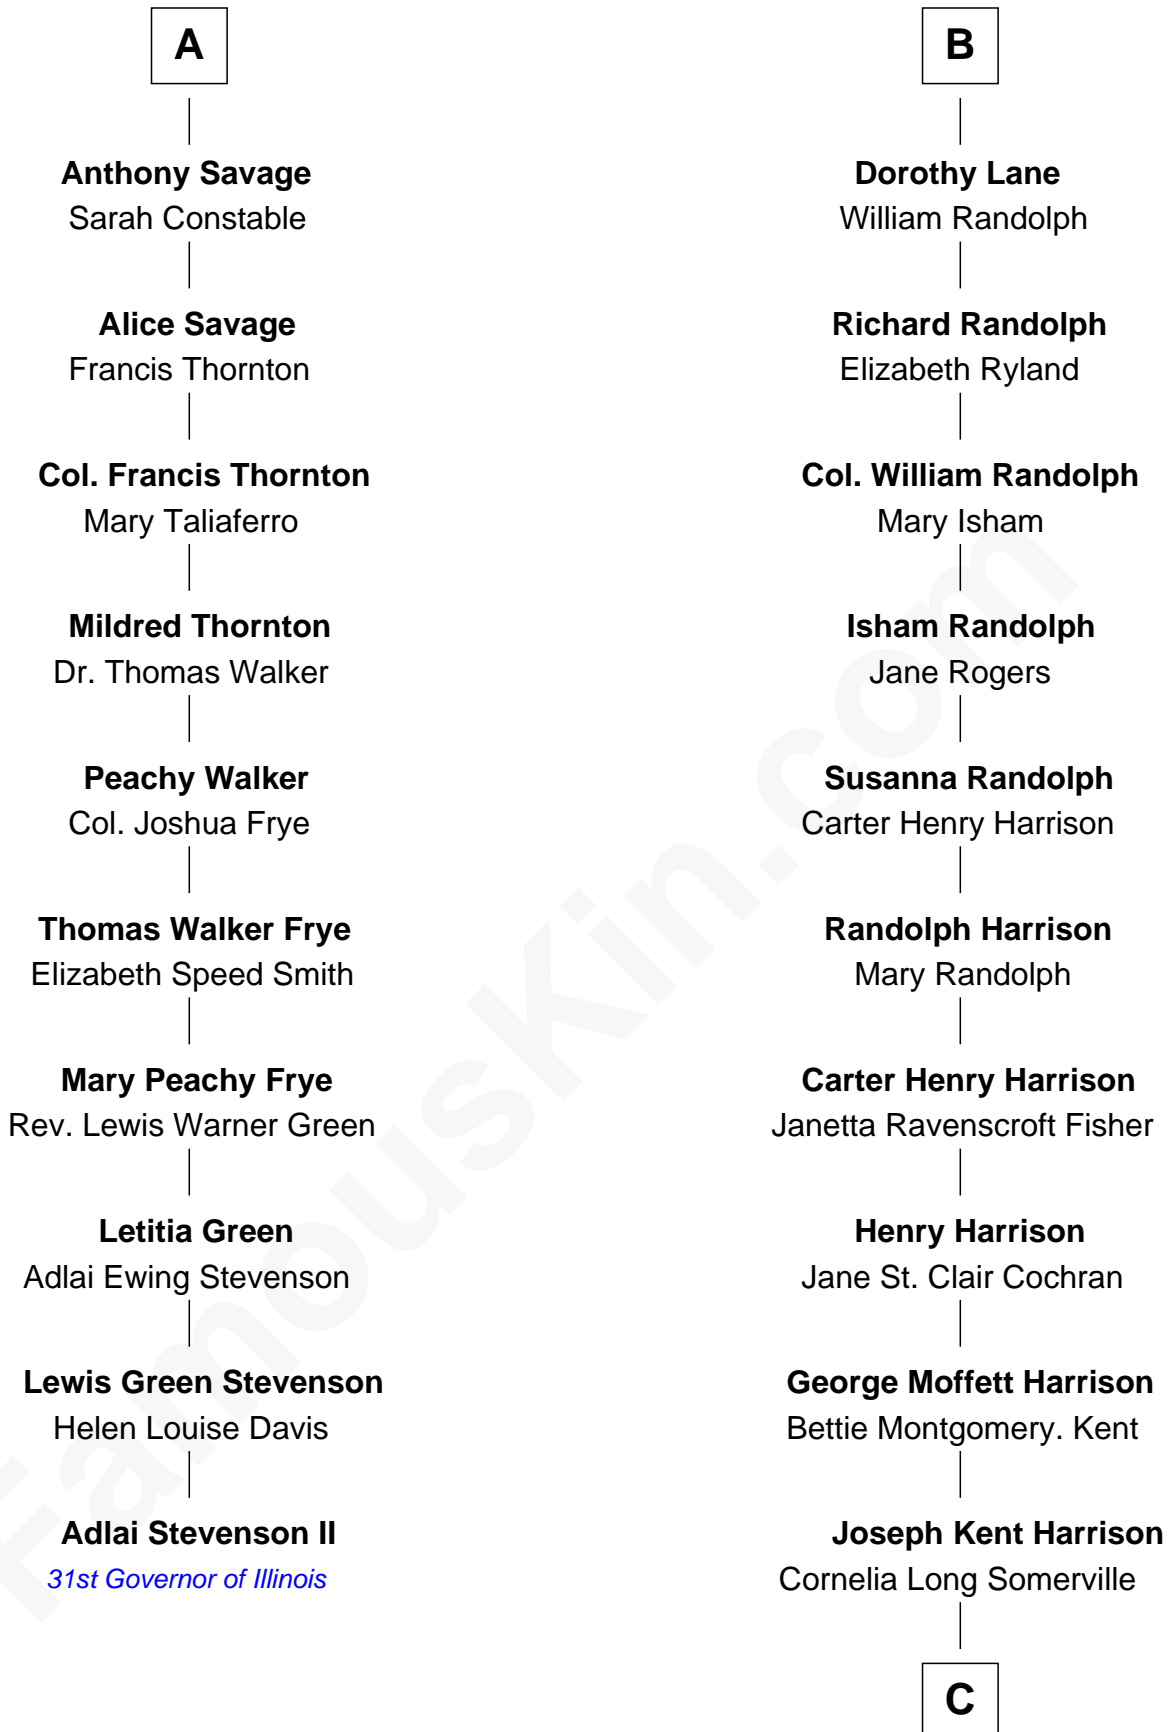 A
Anthony Savage
Sarah Constable
Alice Savage
Francis Thornton
Col. Francis Thornton
Mary Taliaferro
Mildred Thornton
Dr. Thomas Walker
Peachy Walker
Col. Joshua Frye
Thomas Walker Frye
Elizabeth Speed Smith
Mary Peachy Frye
Rev. Lewis Warner Green
Letitia Green
Adlai Ewing Stevenson
Lewis Green Stevenson
Helen Louise Davis
Adlai Stevenson II
31st Governor of Illinois
B
Dorothy Lane
William Randolph
Richard Randolph
Elizabeth Ryland
Col. William Randolph
Mary Isham
Isham Randolph
Jane Rogers
Susanna Randolph
Carter Henry Harrison
Randolph Harrison
Mary Randolph
Carter Henry Harrison
Janetta Ravenscroft Fisher
Henry Harrison
Jane St. Clair Cochran
George Moffett Harrison
Bettie Montgomery. Kent
Joseph Kent Harrison
Cornelia Long Somerville
C
FamousKin.com